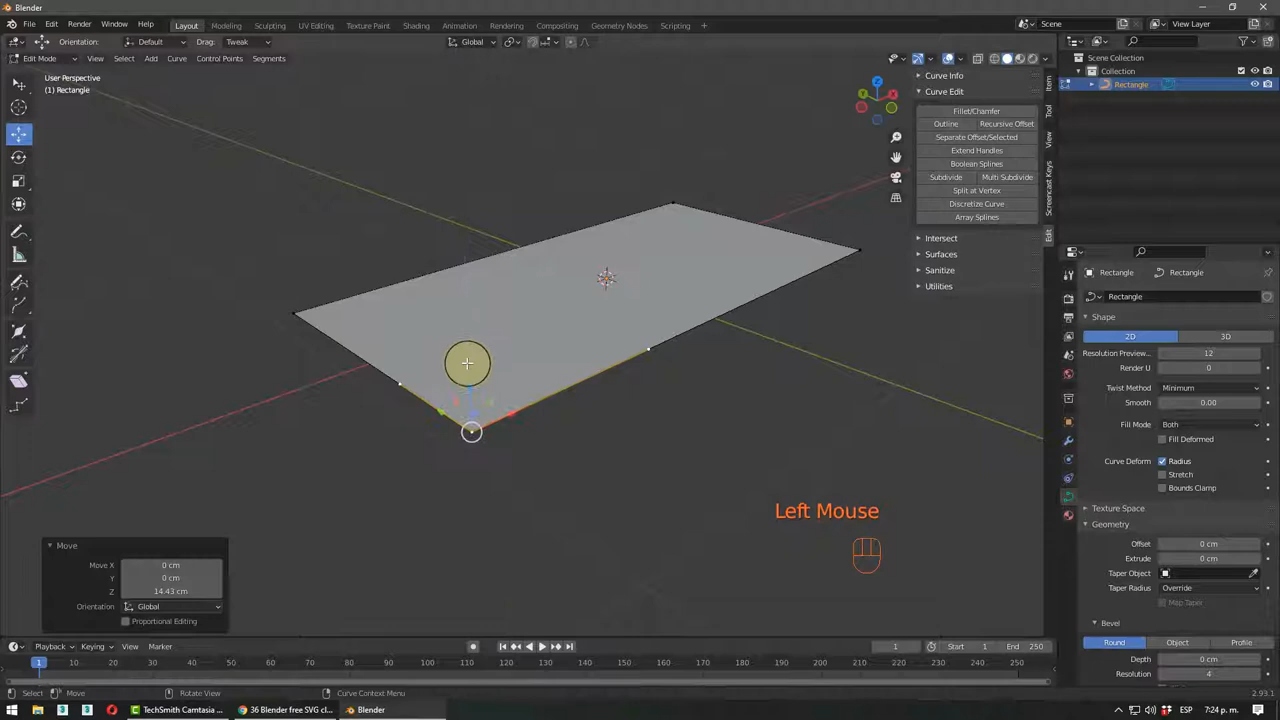 Blender
File Edit Render Window Help
Layout Modeling Sculpting UV Editing Texture Paint Shading Animation Rendering Compositing Geometry Nodes Scripting +
Scene
View Layer
Orientation: Default Drag: Tweak
Global
Edit Mode View Select Add Curve Control Points Segments
User Perspective
(1) Rectangle
Z
Y
X
Curve Info
Curve Edit
Fillet/Chamfer
Outline Recursive Offset
Separate Offset/Selected
Extend Handles
Boolean Splines
Subdivide Multi Subdivide
Split at Vertex
Discretize Curve
Array Splines
Intersect
Surfaces
Sanitize
Utilities
Item
Tool
View
Screencast Keys
Edit
Scene Collection
Collection
Rectangle
Rectangle Rectangle
Rectangle
Shape
2D 3D
Resolution Preview... 12
Render U 0
Twist Method Minimum
Smooth 0.00
Fill Mode Both
Fill Deformed
Curve Deform Radius
Stretch
Bounds Clamp
Texture Space
Geometry
Offset 0 cm
Extrude 0 cm
Taper Object
Taper Radius Override
Map Taper
Bevel
Round Object Profile
Depth 0 cm
Resolution 4
Left Mouse
Move
Move X 0 cm
Y 0 cm
Z 14.43 cm
Orientation Global
Proportional Editing
Playback Keying View Marker
1 Start 1 End 250
1 10 20 30 40 50 60 70 80 90 100 110 120 130 140 150 160 170 180 190 200 210 220 230 240 250
Select Move Rotate View Curve Context Menu 2.93.1
TechSmith Camtasia ... 36 Blender free SVG cl... Blender
ESP 7:24 p. m.